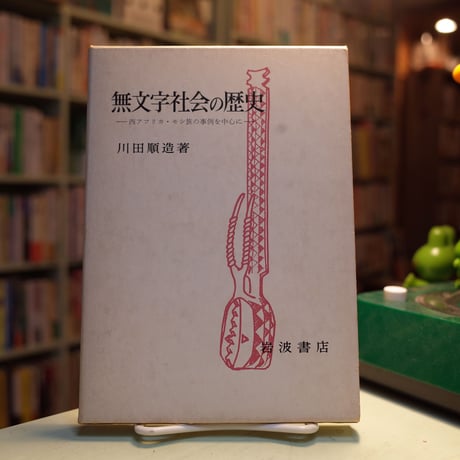 無文字社会の歴史
——西アフリカ・モシ族の事例を中心に——
川田順造著
岩波書店